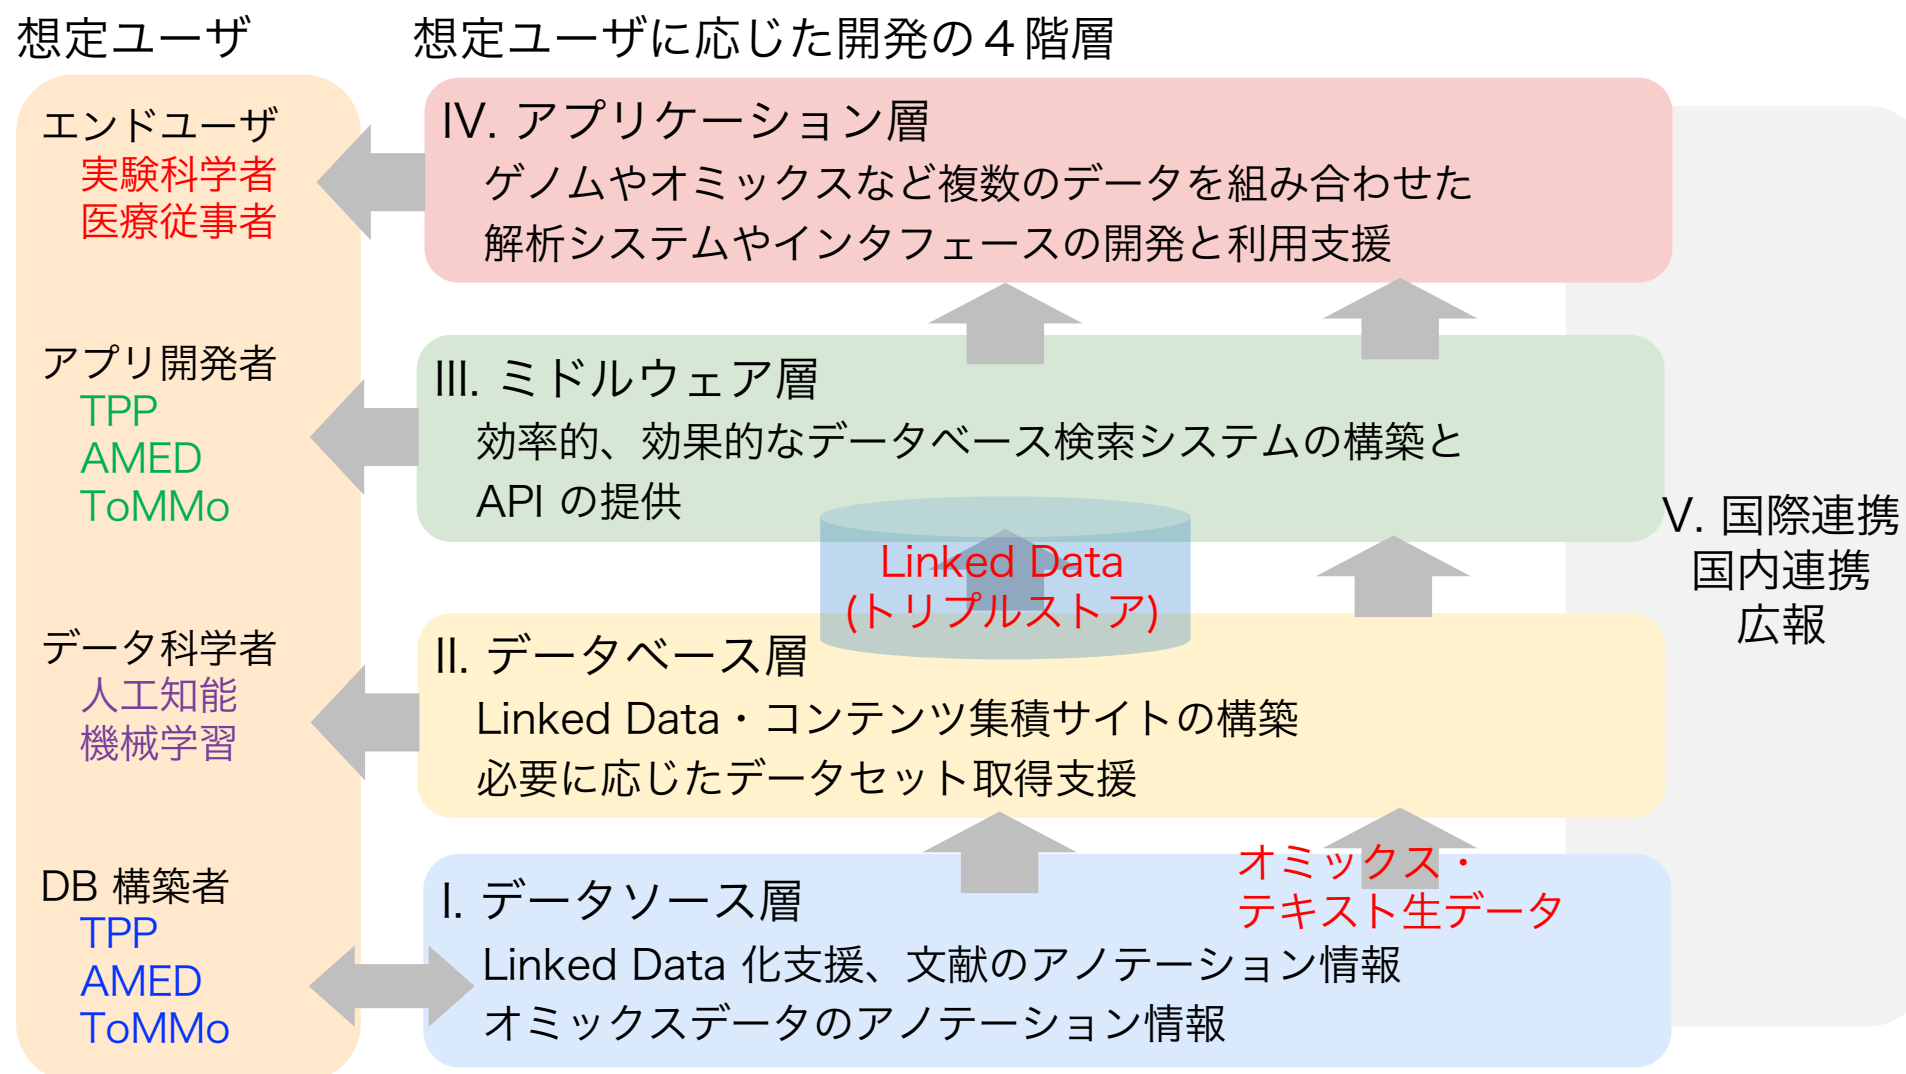 想定ユーザ
想定ユーザに応じた開発の４階層
エンドユーザ
実験科学者
医療従事者
IV. アプリケーション層
ゲノムやオミックスなど複数のデータを組み合わせた
解析システムやインタフェースの開発と利用支援
アプリ開発者
TPP
AMED
ToMMo
III. ミドルウェア層
効率的、効果的なデータベース検索システムの構築と
API の提供
Linked Data
(トリプルストア)
データ科学者
人工知能
機械学習
II. データベース層
Linked Data・コンテンツ集積サイトの構築
必要に応じたデータセット取得支援
DB 構築者
TPP
AMED
ToMMo
I. データソース層
オミックス・
テキスト生データ
Linked Data 化支援、文献のアノテーション情報
オミックスデータのアノテーション情報
V. 国際連携
国内連携
広報